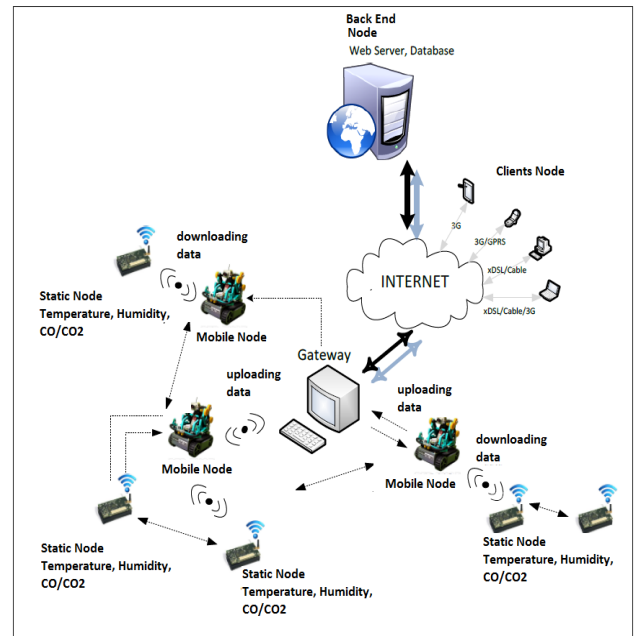 Back End
Node
Web Server, Database
Clients Node
3G
3G/GPRS
xDSL/Cable
xDSL/Cable/3G
INTERNET
downloading
data
Static Node
Temperature, Humidity,
CO/CO2
Mobile Node
Gateway
uploading
data
uploading
data
downloading
data
Mobile Node
Mobile Node
Static Node
Temperature, Humidity,
CO/CO2
Static Node
Temperature, Humidity,
CO/CO2
Static Node
Temperature, Humidity,
CO/CO2